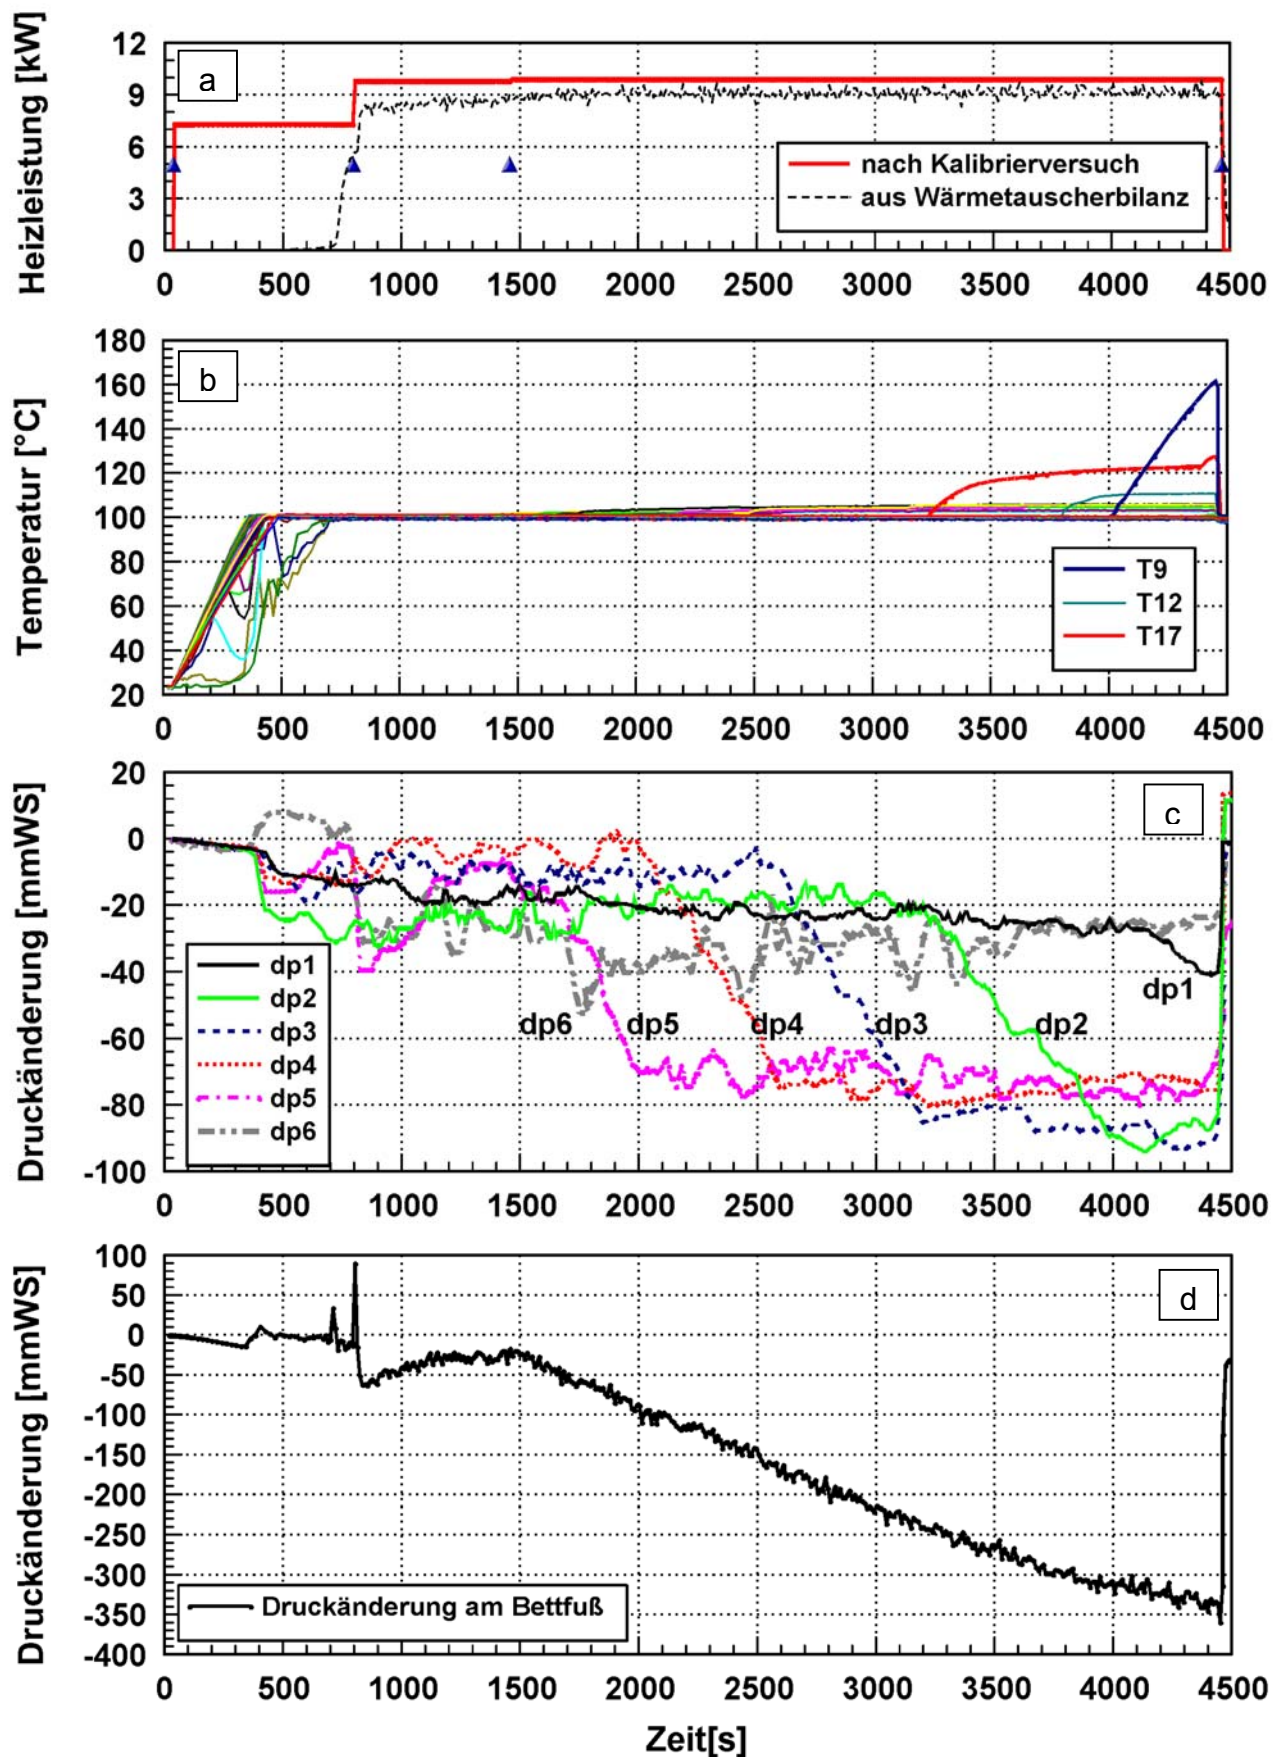 Heizleistung [kW]
12
9
6
3
0
a
nach Kalibrierversuch
aus Wärmetauscherbilanz
0 500 1000 1500 2000 2500 3000 3500 4000 4500
Temperatur [°C]
180
160
140
120
100
80
60
40
20
b
T9
T12
T17
0 500 1000 1500 2000 2500 3000 3500 4000 4500
Druckänderung [mmWS]
20
0
-20
-40
-60
-80
-100
c
dp1
dp2
dp3
dp4
dp5
dp6
dp6 dp5 dp4 dp3 dp2
dp1
0 500 1000 1500 2000 2500 3000 3500 4000 4500
Druckänderung [mmWS]
100
50
0
-50
-100
-150
-200
-250
-300
-350
-400
d
Druckänderung am Bettfuß
0 500 1000 1500 2000 2500 3000 3500 4000 4500
Zeit[s]